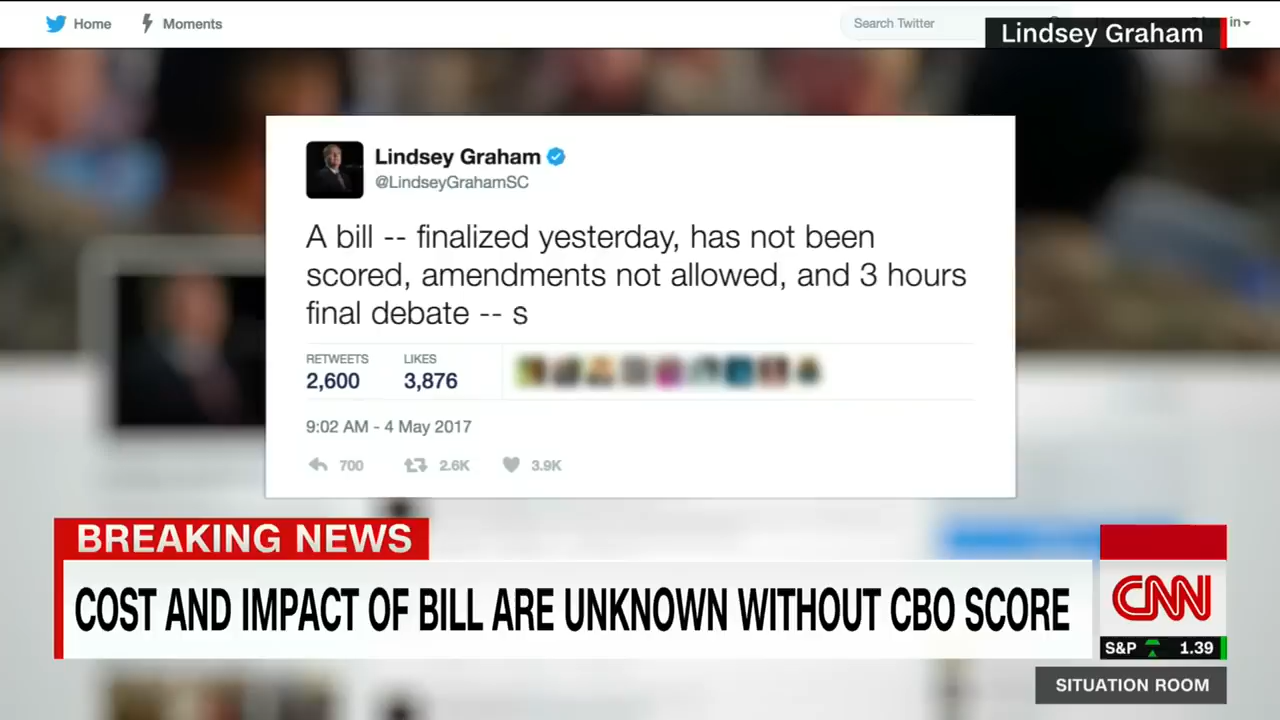 Home
Moments
Search Twitter
in
Lindsey Graham
Lindsey Graham
@LindseyGrahamSC
A bill -- finalized yesterday, has not been
scored, amendments not allowed, and 3 hours
final debate -- s
RETWEETS LIKES
2,600 3,876
9:02 AM - 4 May 2017
700 2.6K 3.9K
BREAKING NEWS
COST AND IMPACT OF BILL ARE UNKNOWN WITHOUT CBO SCORE
CNN
S&P 1.39
SITUATION ROOM